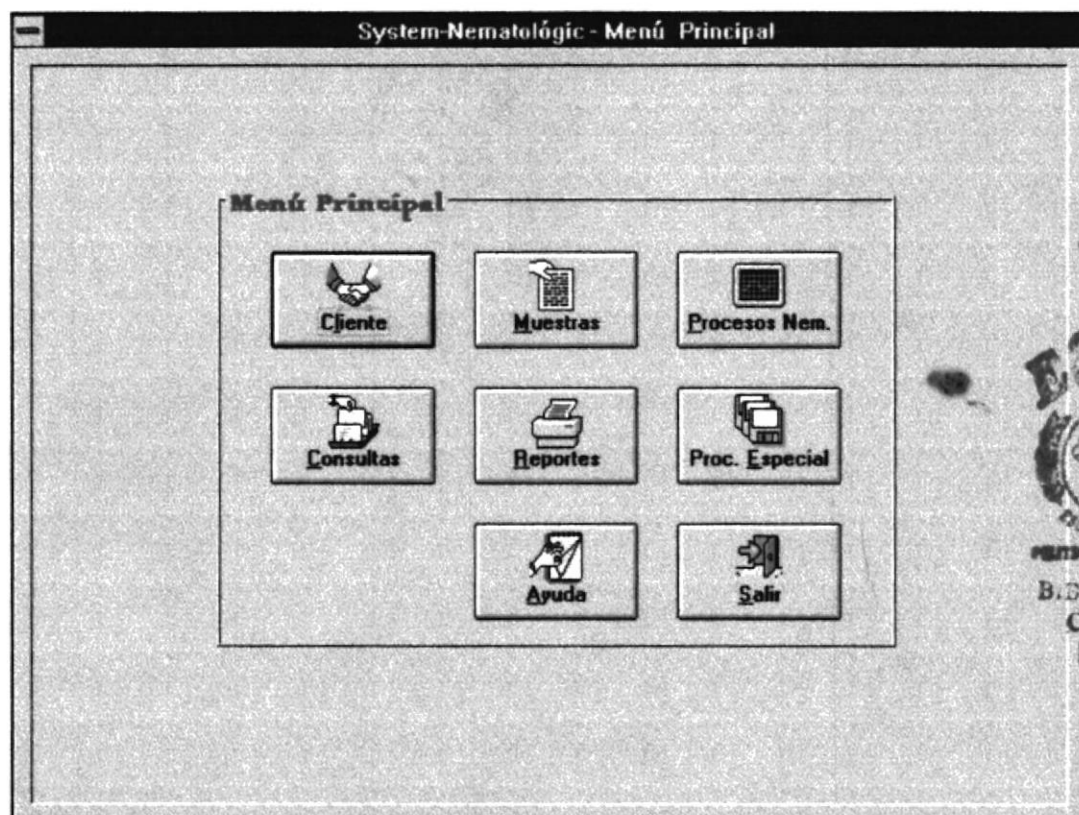 System-Nematológic - Menú Principal
Menú Principal
Cliente
Muestras
Procesos Nem.
Consultas
Reportes
Proc. Especial
Ayuda
Salir